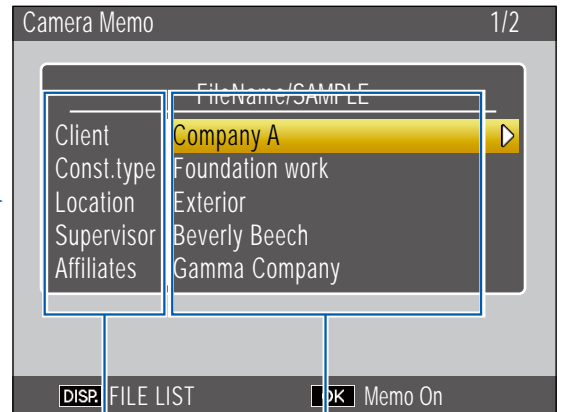 Camera Memo 1/2
FileName/SAMPLE
Client Company A
Const.type Foundation work
Location Exterior
Supervisor Beverly Beech
Affiliates Gamma Company
DISP. FILE LIST OK Memo On